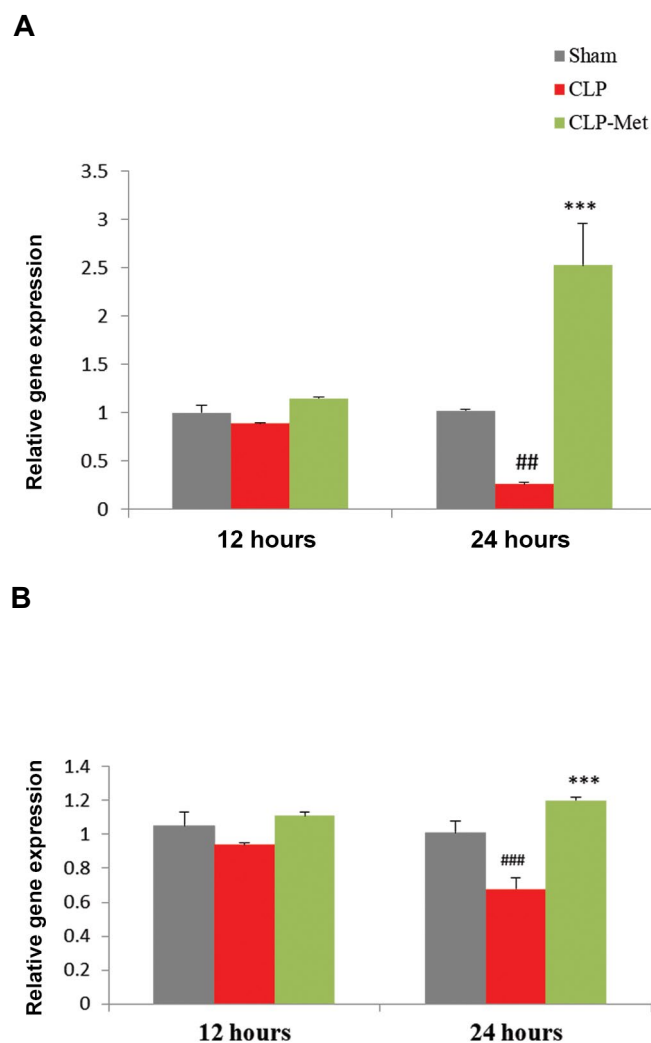 A
Sham
CLP
CLP-Met
Relative gene expression
3.5
3
2.5
2
1.5
1
0.5
0
***
##
12 hours 24 hours
B
Relative gene expression
1.4
1.2
1
0.8
0.6
0.4
0.2
0
***
###
12 hours 24 hours